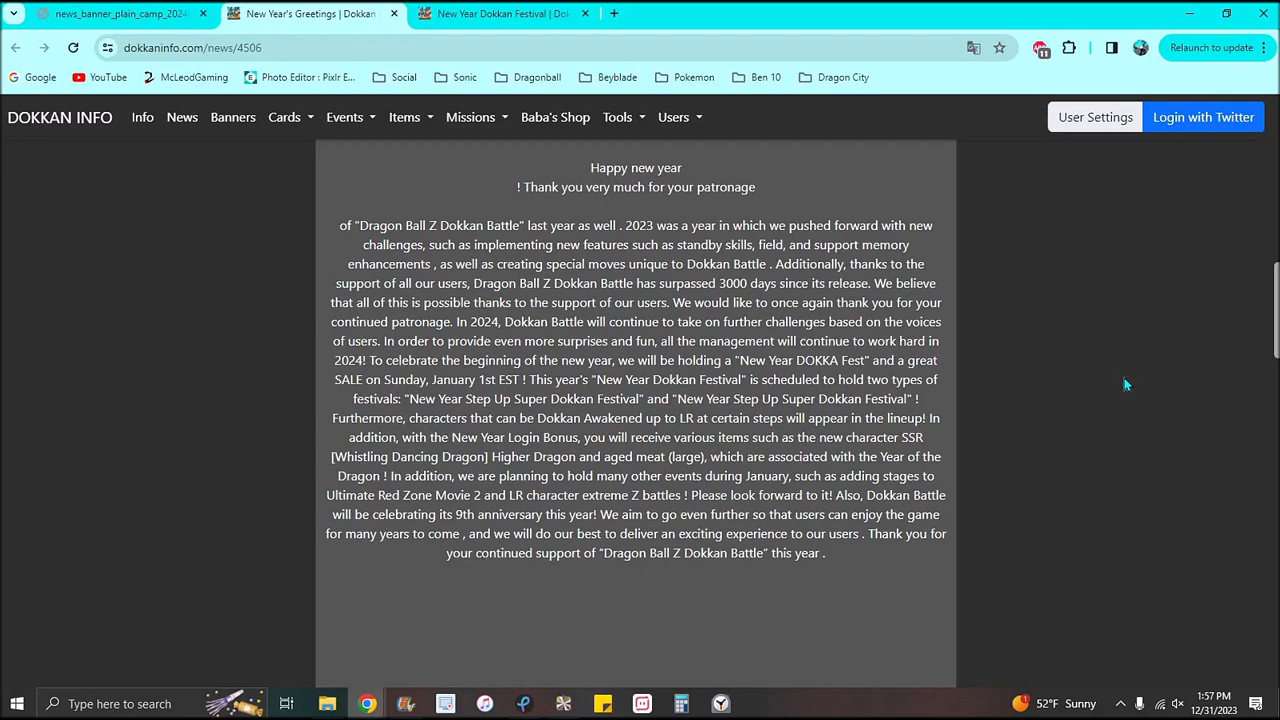 news_banner_plain_camp_2024
New Year's Greetings | Dokkan
New Year Dokkan Festival | Dok
dokkaninfo.com/news/4506
11
Relaunch to update
Google
YouTube
McLeodGaming
Photo Editor : Pixlr E...
Social
Sonic
Dragonball
Beyblade
Pokemon
Ben 10
Dragon City
DOKKAN INFO
Info
News
Banners
Cards
Events
Items
Missions
Baba's Shop
Tools
Users
User Settings
Login with Twitter
Happy new year
! Thank you very much for your patronage
of "Dragon Ball Z Dokkan Battle" last year as well . 2023 was a year in which we pushed forward with new
challenges, such as implementing new features such as standby skills, field, and support memory
enhancements , as well as creating special moves unique to Dokkan Battle . Additionally, thanks to the
support of all our users, Dragon Ball Z Dokkan Battle has surpassed 3000 days since its release. We believe
that all of this is possible thanks to the support of our users. We would like to once again thank you for your
continued patronage. In 2024, Dokkan Battle will continue to take on further challenges based on the voices
of users. In order to provide even more surprises and fun, all the management will continue to work hard in
2024! To celebrate the beginning of the new year, we will be holding a "New Year DOKKA Fest" and a great
SALE on Sunday, January 1st EST ! This year's "New Year Dokkan Festival" is scheduled to hold two types of
festivals: "New Year Step Up Super Dokkan Festival" and "New Year Step Up Super Dokkan Festival" !
Furthermore, characters that can be Dokkan Awakened up to LR at certain steps will appear in the lineup! In
addition, with the New Year Login Bonus, you will receive various items such as the new character SSR
[Whistling Dancing Dragon] Higher Dragon and aged meat (large), which are associated with the Year of the
Dragon ! In addition, we are planning to hold many other events during January, such as adding stages to
Ultimate Red Zone Movie 2 and LR character extreme Z battles ! Please look forward to it! Also, Dokkan Battle
will be celebrating its 9th anniversary this year! We aim to go even further so that users can enjoy the game
for many years to come , and we will do our best to deliver an exciting experience to our users . Thank you for
your continued support of "Dragon Ball Z Dokkan Battle" this year .
Type here to search
52°F Sunny
1:57 PM
12/31/2023